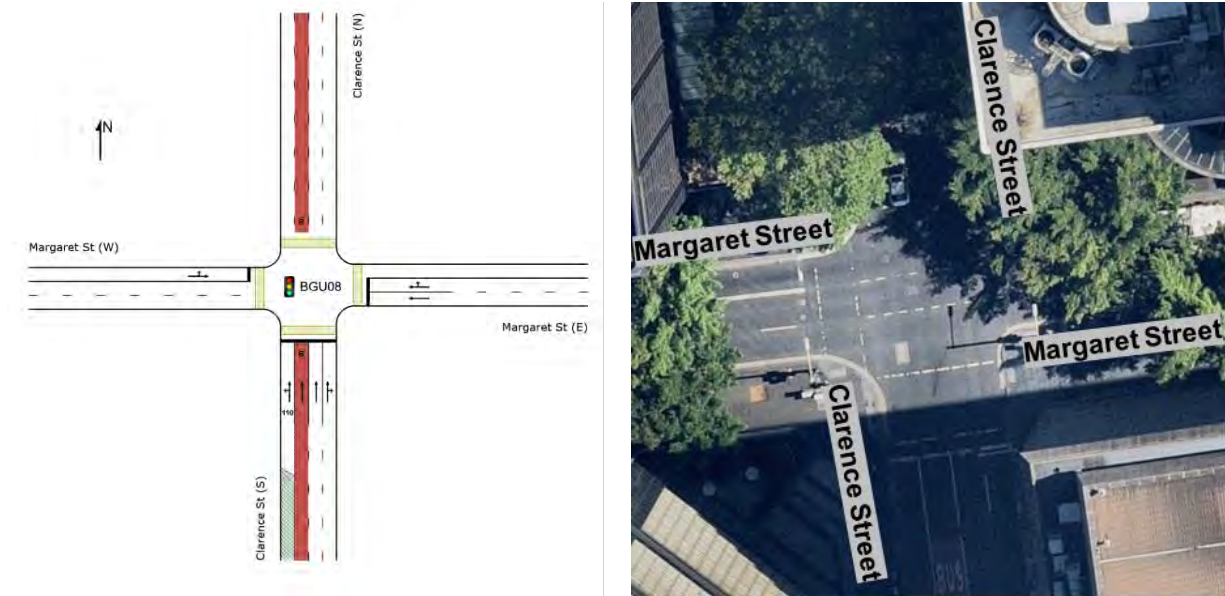 Clarence St (N)
N
B
Margaret St (W)
BGU08
Margaret St (E)
B
110
Clarence St (S)
Clarence Street
Margaret Street
Margaret Street
Clarence Street
BUS